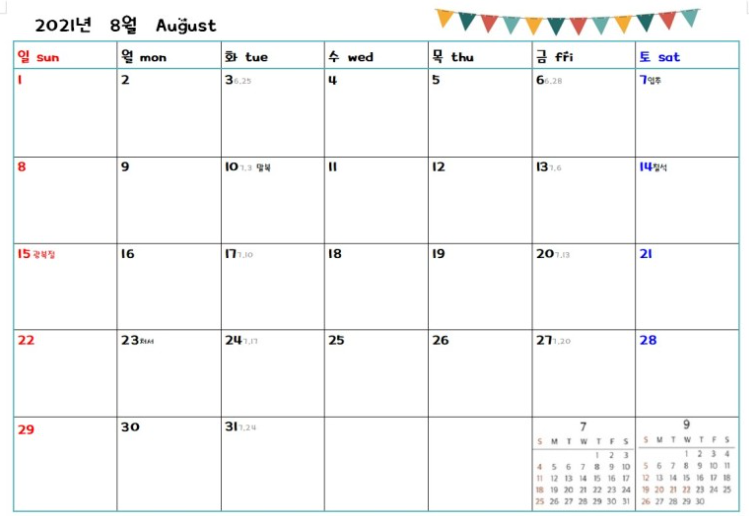 2021년 8월 August
일 sun 월 mon 화 tue 수 wed 목 thu 금 fri 토 sat
1 2 3 6.25 4 5 6 6.28 7 입추
8 9 10 7.3 말복 11 12 13 7.6 14 칠석
15 광복절 16 17 7.10 18 19 20 7.13 21
22 23 처서 24 7.17 25 26 27 7.20 28
29 30 31 7.24
7
S M T W T F S
1 2 3
4 5 6 7 8 9 10
11 12 13 14 15 16 17
18 19 20 21 22 23 24
25 26 27 28 29 30 31
9
S M T W T F S
1 2 3 4
5 6 7 8 9 10 11
12 13 14 15 16 17 18
19 20 21 22 23 24 25
26 27 28 29 30